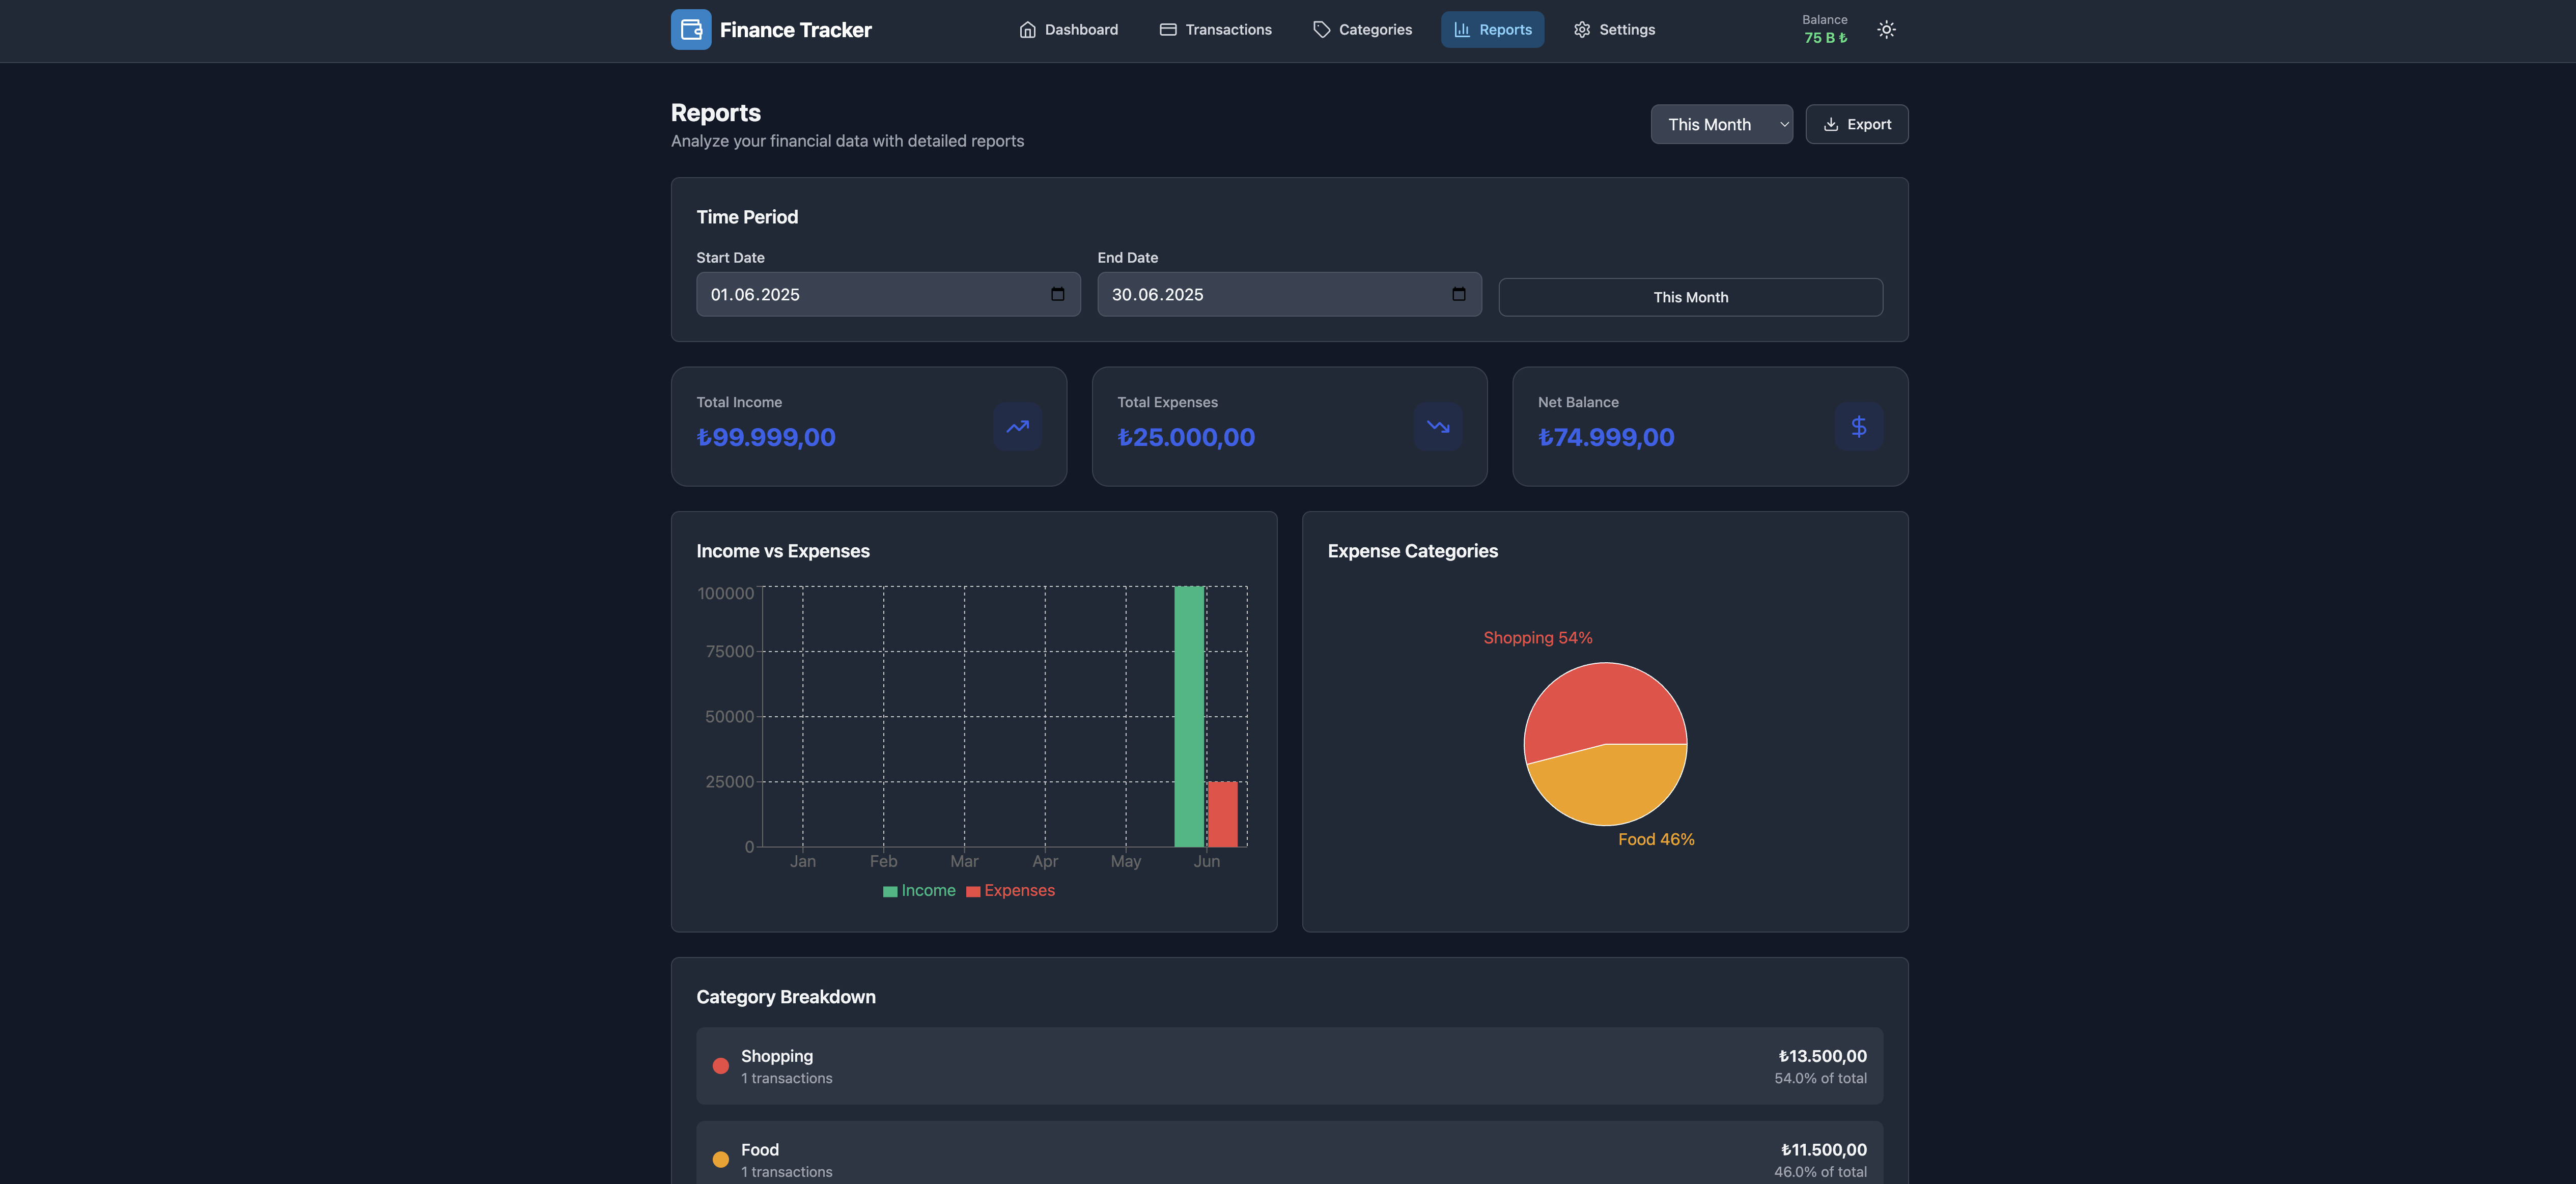 Finance Tracker
Dashboard
Transactions
Categories
Reports
Settings
Balance
75 B ₺
Reports
Analyze your financial data with detailed reports
This Month
Export
Time Period
Start Date
01.06.2025
End Date
30.06.2025
This Month
Total Income
₺99.999,00
Total Expenses
₺25.000,00
Net Balance
₺74.999,00
Income vs Expenses
100000
75000
50000
25000
0
Jan Feb Mar Apr May Jun
Income Expenses
Expense Categories
Shopping 54%
Food 46%
Category Breakdown
Shopping
1 transactions
₺13.500,00
54.0% of total
Food
1 transactions
₺11.500,00
46.0% of total